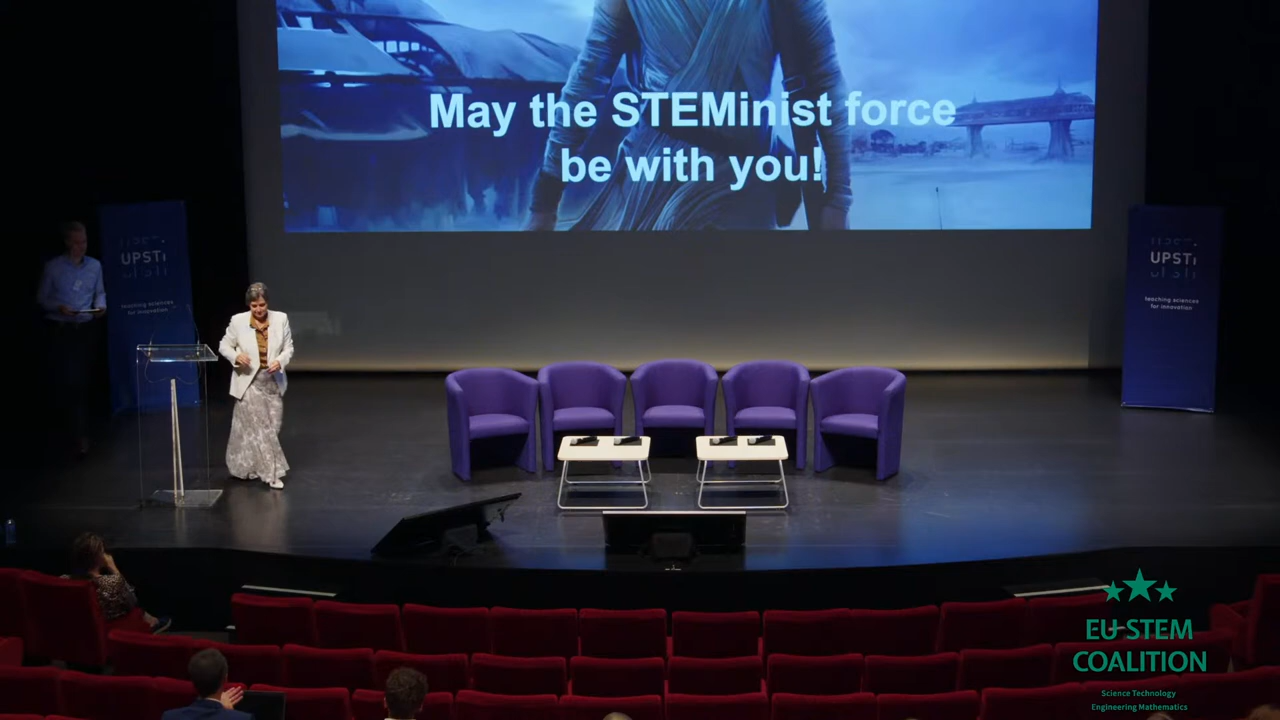 May the STEMinist force
be with you!
UPSTI
teaching sciences
for innovation
UPSTI
teaching sciences
for innovation
EU STEM
COALITION
Science Technology
Engineering Mathematics